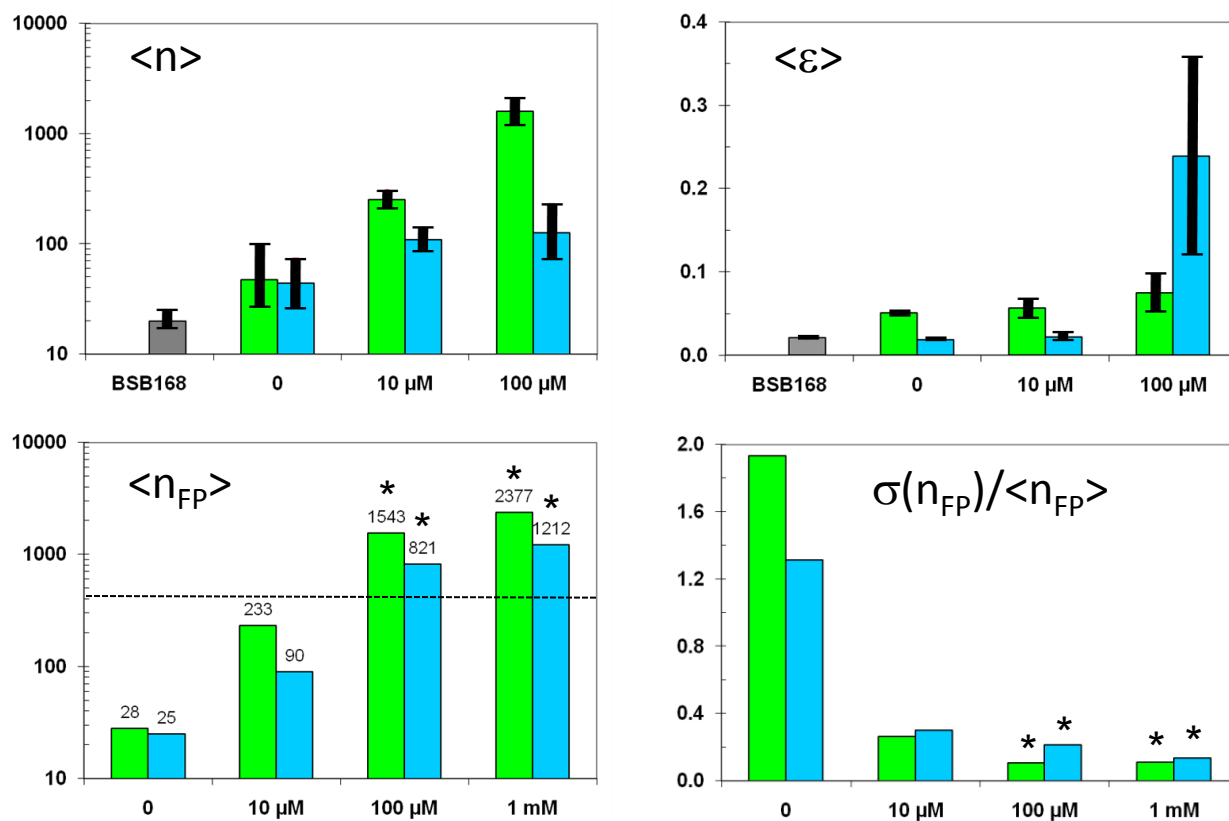 <n>
10000
1000
100
10
BSB168 0 10 µM 100 µM
<ε>
0.4
0.3
0.2
0.1
0.0
BSB168 0 10 µM 100 µM
<nFP>
10000
1000
100
10
28 25 233 90 * 1543 * 821 * 2377 * 1212
0 10 µM 100 µM 1 mM
σ(nFP)/<nFP>
2.0
1.6
1.2
0.8
0.4
0.0
* * * *
0 10 µM 100 µM 1 mM